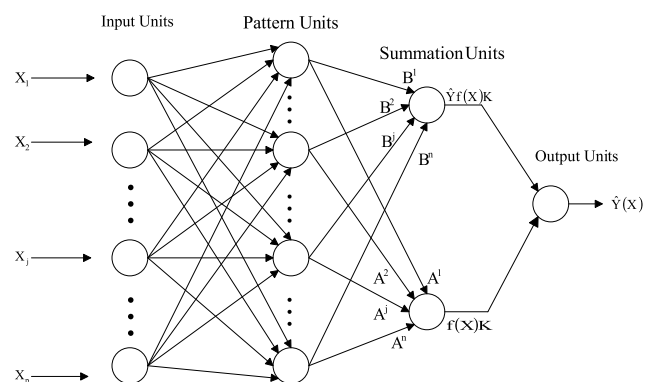 Input Units
Pattern Units
Summation Units
Output Units
X₁
X₂
Xⱼ
Xₙ
B¹
B²
Bʲ
Bⁿ
A²
A¹
Aʲ
Aⁿ
Ŷf(X)K
f(X)K
Ŷ(X)